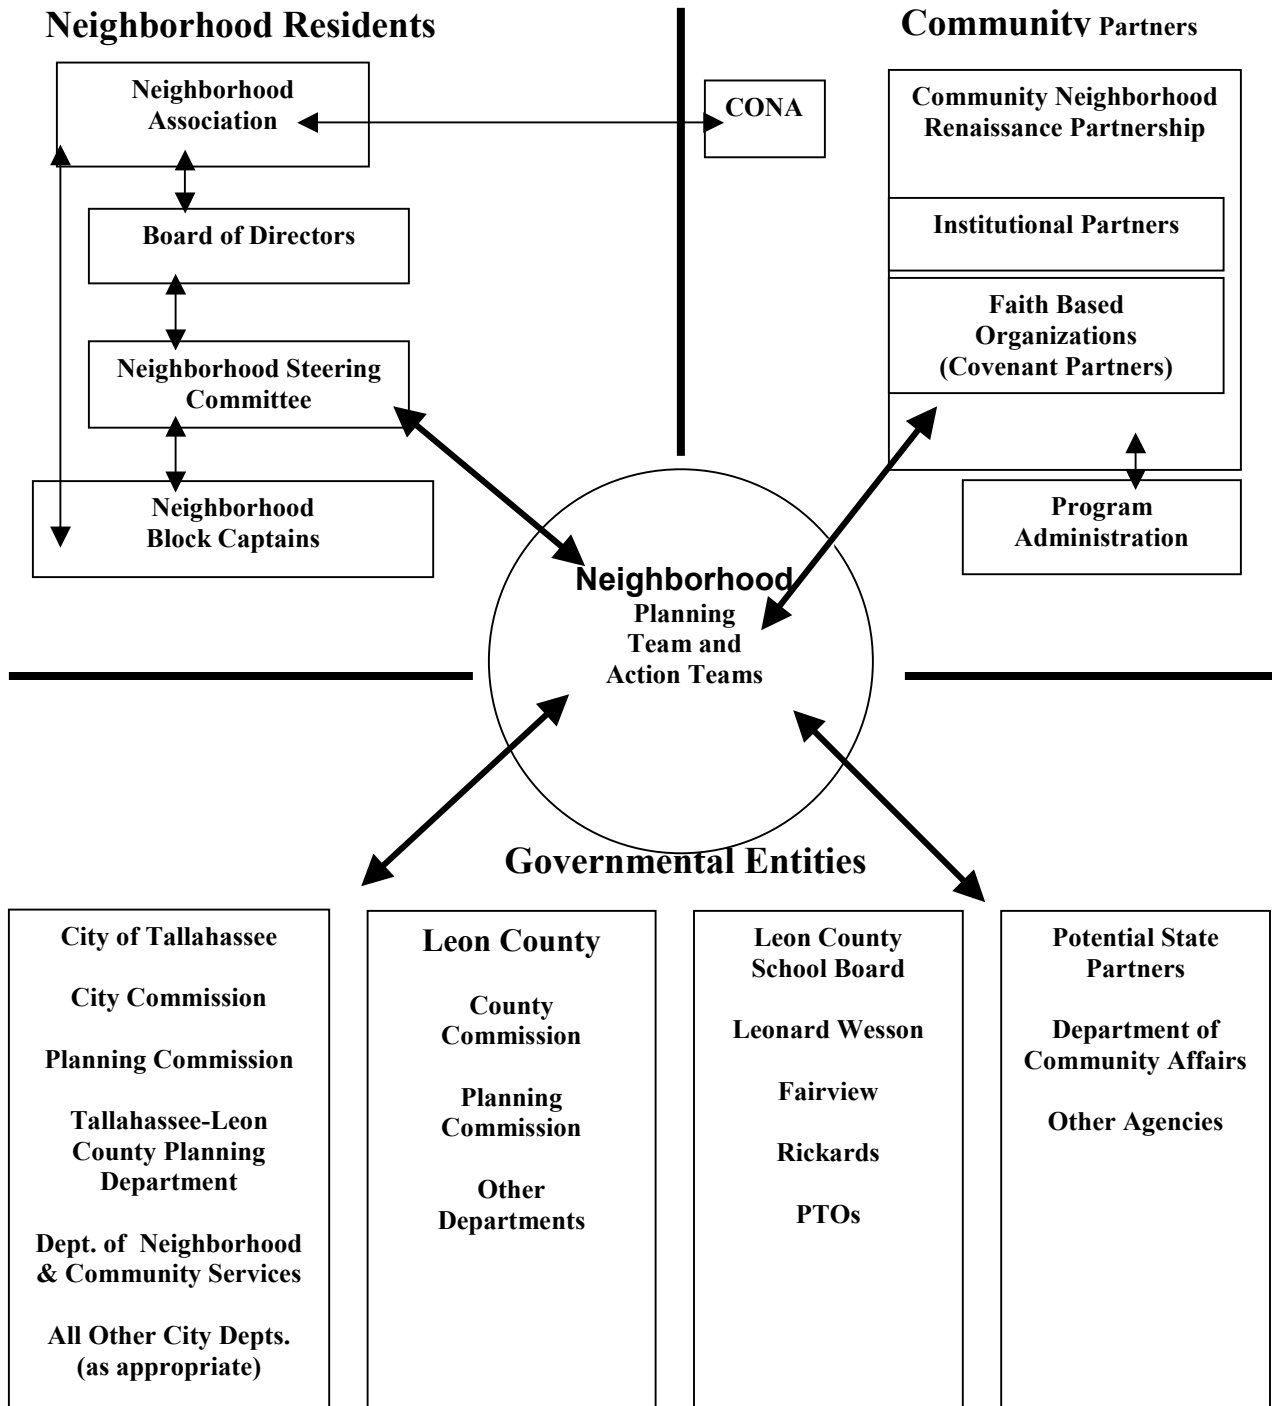 Neighborhood Residents
Neighborhood
Association
Board of Directors
Neighborhood Steering
Committee
Neighborhood
Block Captains
CONA
Community Partners
Community Neighborhood
Renaissance Partnership
Institutional Partners
Faith Based
Organizations
(Covenant Partners)
Program
Administration
Neighborhood
Planning
Team and
Action Teams
Governmental Entities
City of Tallahassee
City Commission
Planning Commission
Tallahassee-Leon
County Planning
Department
Dept. of Neighborhood
& Community Services
All Other City Depts.
(as appropriate)
Leon County
County
Commission
Planning
Commission
Other
Departments
Leon County
School Board
Leonard Wesson
Fairview
Rickards
PTOs
Potential State
Partners
Department of
Community Affairs
Other Agencies